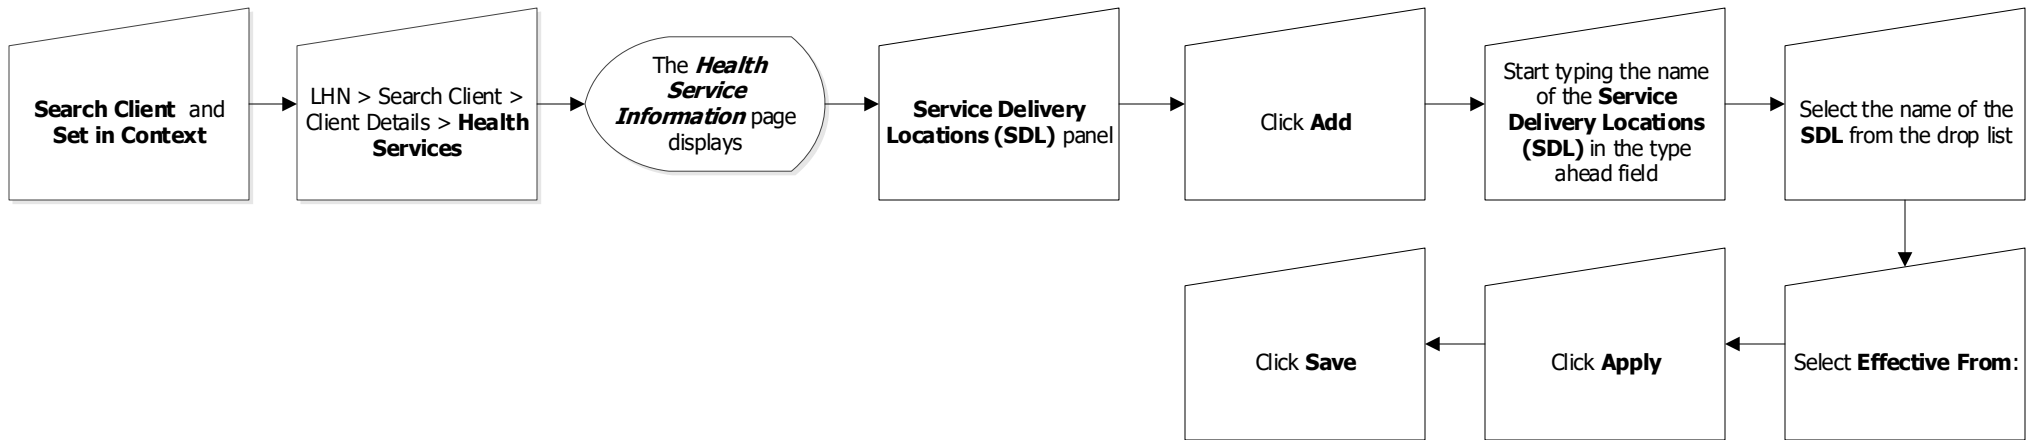 Search Client and
Set in Context
LHN > Search Client >
Client Details > Health
Services
The Health
Service
Information page
displays
Service Delivery
Locations (SDL) panel
Click Add
Start typing the name
of the Service
Delivery Locations
(SDL) in the type
ahead field
Select the name of the
SDL from the drop list
Select Effective From:
Click Apply
Click Save